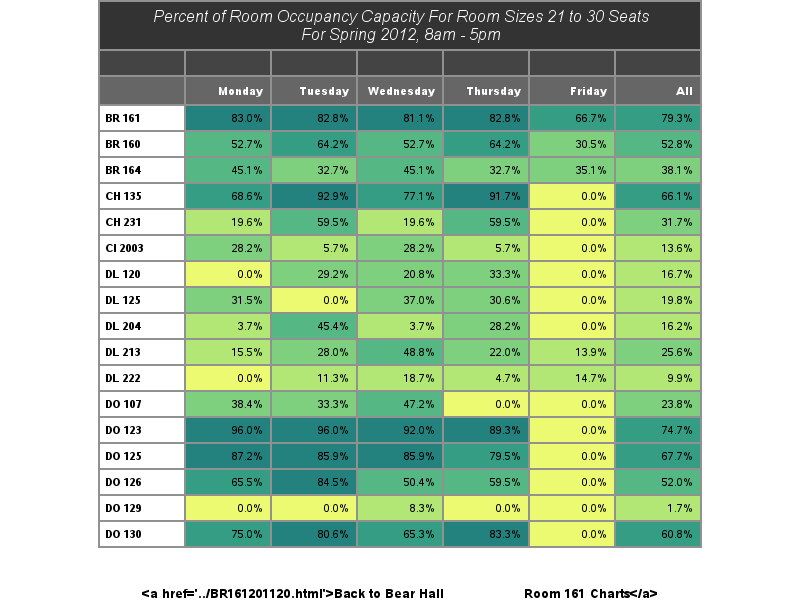 Percent of Room Occupancy Capacity For Room Sizes 21 to 30 Seats
For Spring 2012, 8am - 5pm
Monday Tuesday Wednesday Thursday Friday All
BR 161 83.0% 82.8% 81.1% 82.8% 66.7% 79.3%
BR 160 52.7% 64.2% 52.7% 64.2% 30.5% 52.8%
BR 164 45.1% 32.7% 45.1% 32.7% 35.1% 38.1%
CH 135 68.6% 92.9% 77.1% 91.7% 0.0% 66.1%
CH 231 19.6% 59.5% 19.6% 59.5% 0.0% 31.7%
CI 2003 28.2% 5.7% 28.2% 5.7% 0.0% 13.6%
DL 120 0.0% 29.2% 20.8% 33.3% 0.0% 16.7%
DL 125 31.5% 0.0% 37.0% 30.6% 0.0% 19.8%
DL 204 3.7% 45.4% 3.7% 28.2% 0.0% 16.2%
DL 213 15.5% 28.0% 48.8% 22.0% 13.9% 25.6%
DL 222 0.0% 11.3% 18.7% 4.7% 14.7% 9.9%
DO 107 38.4% 33.3% 47.2% 0.0% 0.0% 23.8%
DO 123 96.0% 96.0% 92.0% 89.3% 0.0% 74.7%
DO 125 87.2% 85.9% 85.9% 79.5% 0.0% 67.7%
DO 126 65.5% 84.5% 50.4% 59.5% 0.0% 52.0%
DO 129 0.0% 0.0% 8.3% 0.0% 0.0% 1.7%
DO 130 75.0% 80.6% 65.3% 83.3% 0.0% 60.8%
<a href='../BR161201120.html'>Back to Bear Hall Room 161 Charts</a>